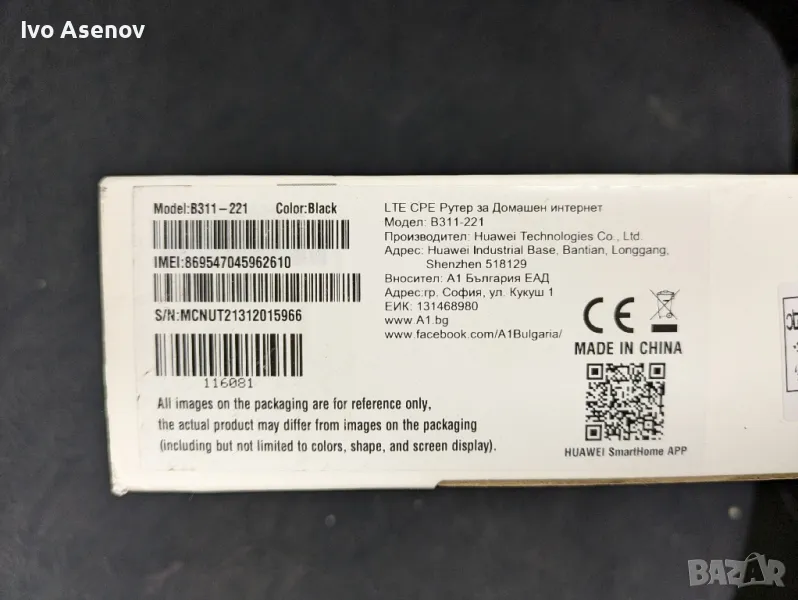 Ivo Asenov
Model:B311-221 Color:Black
IMEI:869547045962610
S/N:MCNUT21312015966
116081
All images on the packaging are for reference only,
the actual product may differ from images on the packaging
(including but not limited to colors, shape, and screen display).
LTE CPE Рутер за Домашен интернет
Модел: B311-221
Производител: Huawei Technologies Co., Ltd.
Адрес: Huawei Industrial Base, Bantian, Longgang,
Shenzhen 518129
Вносител: А1 България ЕАД
Адрес:гр. София, ул. Кукуш 1
ЕИК: 131468980
www.A1.bg
www.facebook.com/A1Bulgaria/
CE
MADE IN CHINA
HUAWEI SmartHome APP
BAZAR